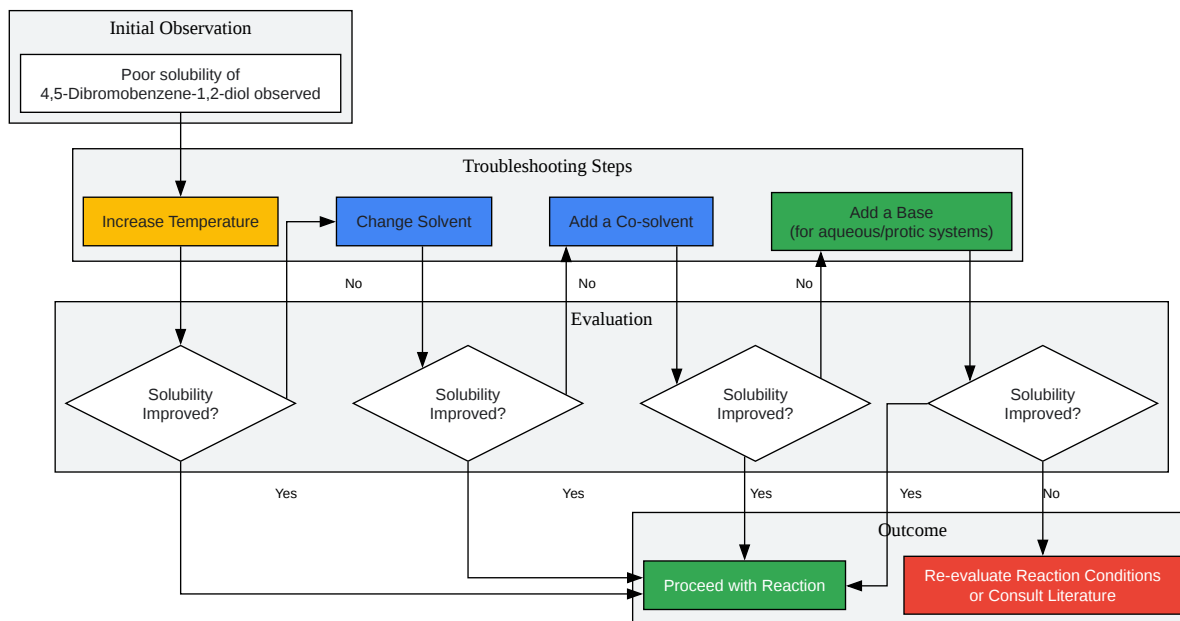 Initial Observation
Poor solubility of
4,5-Dibromobenzene-1,2-diol observed
Troubleshooting Steps
Increase Temperature
Change Solvent
Add a Co-solvent
Add a Base
(for aqueous/protic systems)
No
No
No
Evaluation
Solubility
Improved?
Solubility
Improved?
Solubility
Improved?
Solubility
Improved?
Yes
Yes
Yes
Yes
No
Outcome
Proceed with Reaction
Re-evaluate Reaction Conditions
or Consult Literature